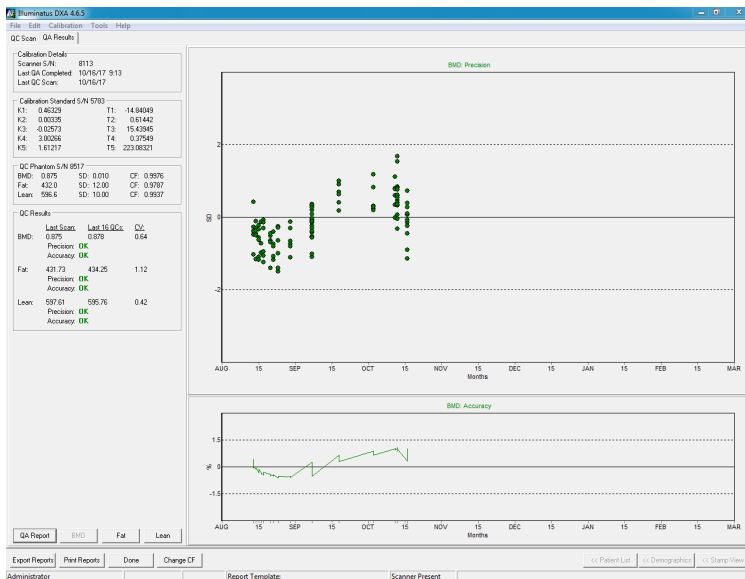 Illuminatus DXA 4.6.5
File Edit Calibration Tools Help
QC Scan QA Results
Calibration Details
Scanner S/N: 8113
Last QA Completed: 10/16/17 9:13
Last QC Scan: 10/16/17
Calibration Standard S/N 5783
K1: 0.46329 T1: -14.84049
K2: 0.00335 T2: 0.61442
K3: -0.02573 T3: 15.43945
K4: 3.00266 T4: 0.37549
K5: 1.61217 T5: 223.08321
QC Phantom S/N 8517
BMD: 0.875 SD: 0.010 CF: 0.9976
Fat: 432.0 SD: 12.00 CF: 0.9787
Lean: 596.6 SD: 10.00 CF: 0.9937
QC Results
Last Scan: Last 16 QCs: CV:
BMD: 0.875 0.878 0.64
Precision: OK
Accuracy: OK
Fat: 431.73 434.25 1.12
Precision: OK
Accuracy: OK
Lean: 597.61 595.76 0.42
Precision: OK
Accuracy: OK
BMD: Precision
2
SD 0
-2
AUG 15 SEP 15 OCT 15 NOV 15 DEC 15 JAN 15 FEB 15 MAR
Months
BMD: Accuracy
1.5
% 0
-1.5
AUG 15 SEP 15 OCT 15 NOV 15 DEC 15 JAN 15 FEB 15 MAR
Months
QA Report BMD Fat Lean
Export Reports Print Reports Done Change CF << Patient List << Demographics << Stamp View
Administrator Report Template: Scanner Present